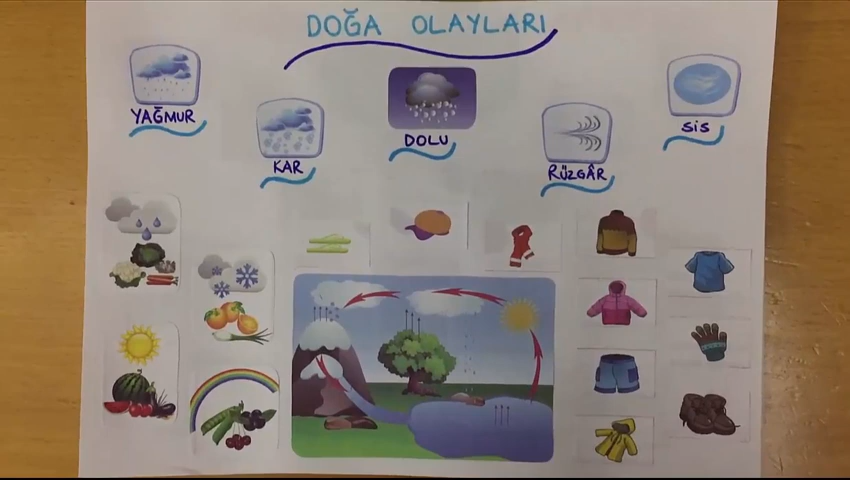 DOĞA OLAYLARI
YAĞMUR
KAR
DOLU
RÜZGÂR
SİS